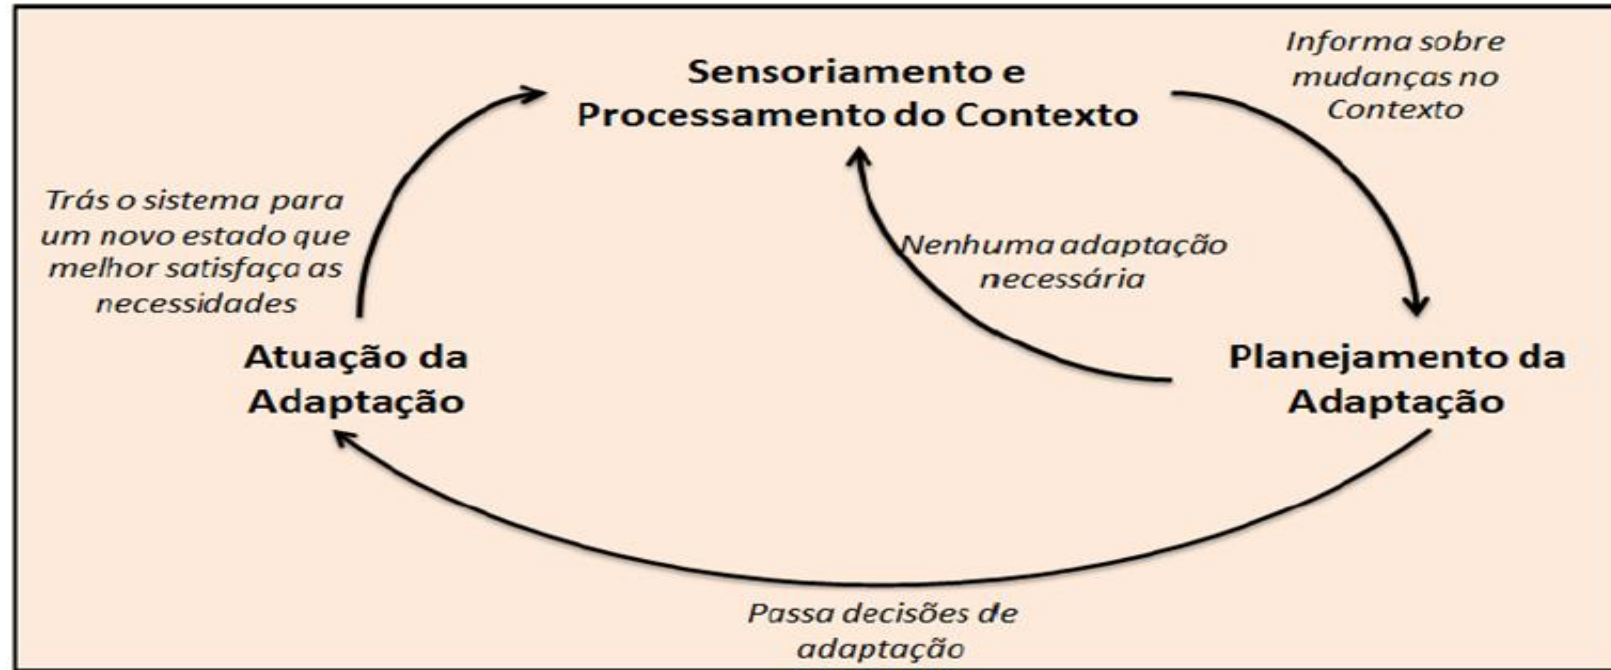 Sensoriamento e
Processamento do Contexto
Informa sobre
mudanças no
Contexto
Trás o sistema para
um novo estado que
melhor satisfaça as
necessidades
Nenhuma adaptação
necessária
Atuação da
Adaptação
Planejamento da
Adaptação
Passa decisões de
adaptação